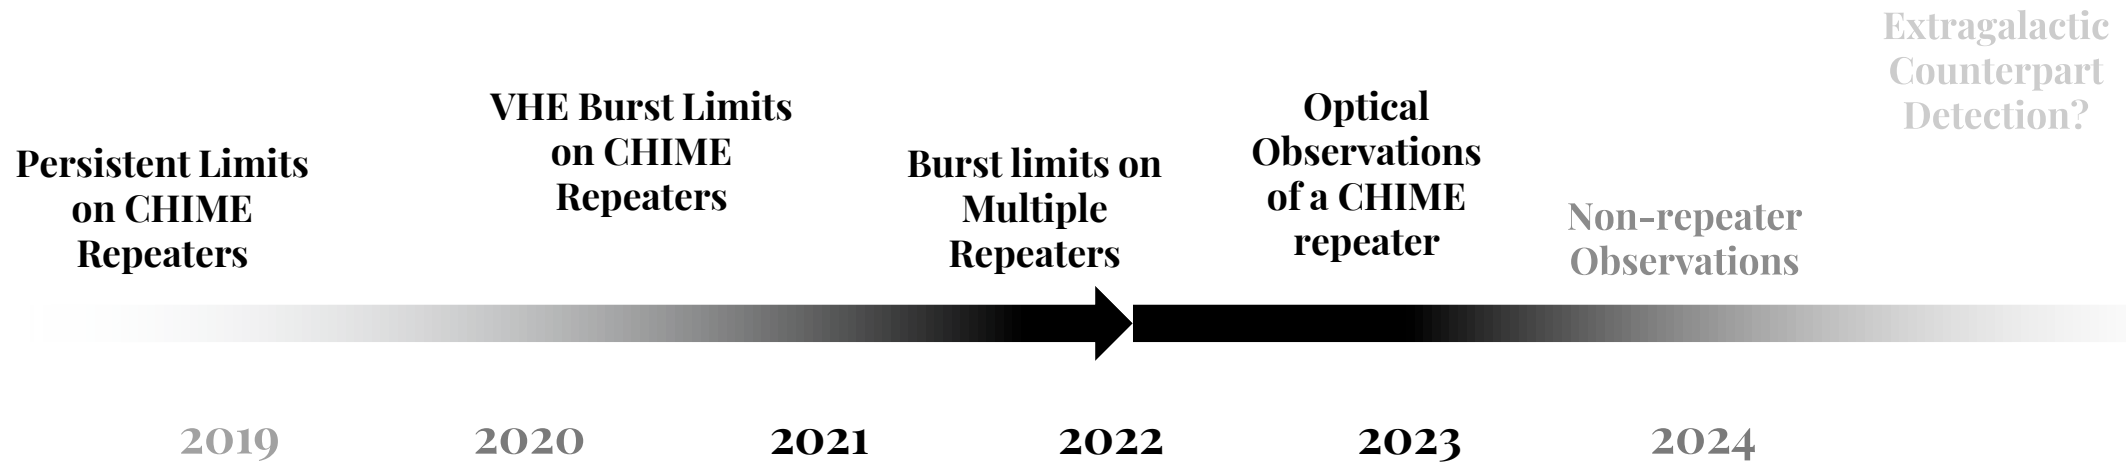 Persistent Limits
on CHIME
Repeaters
VHE Burst Limits
on CHIME
Repeaters
Burst limits on
Multiple
Repeaters
Optical
Observations
of a CHIME
repeater
Non-repeater
Observations
Extragalactic
Counterpart
Detection?
2019
2020
2021
2022
2023
2024